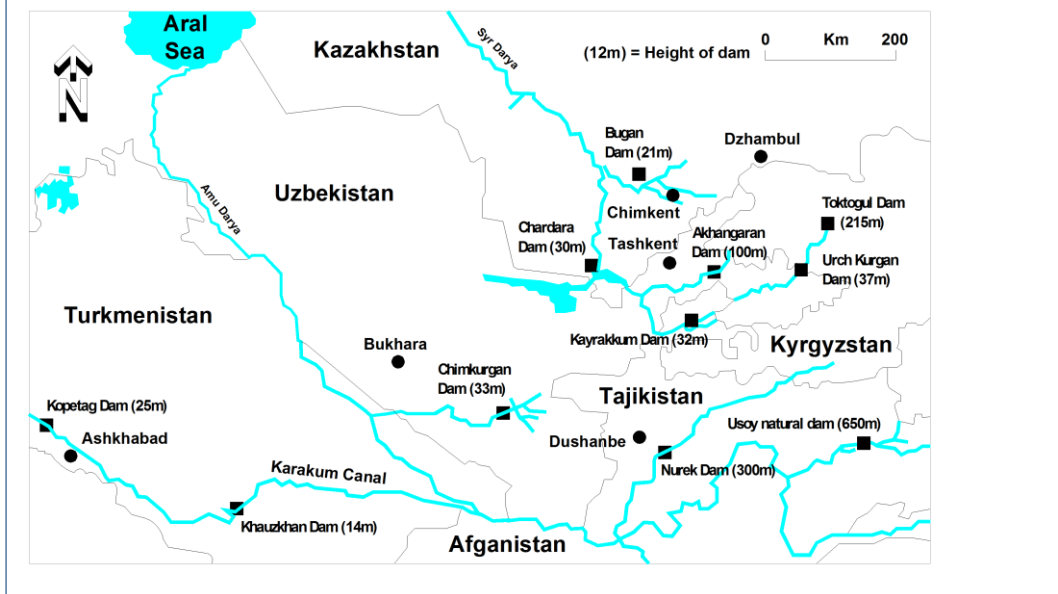 Aral
Sea
Kazakhstan
Syr Darya
0 Km 200
(12m) = Height of dam
N
Bugan
Dam (21m)
Dzhambul
Uzbekistan
Amu Darya
Chimkent
Toktogul Dam
(215m)
Chardara
Dam (30m)
Tashkent
Akhangaran
Dam (100m)
Urch Kurgan
Dam (37m)
Turkmenistan
Kayrakkum Dam (32m)
Kyrgyzstan
Bukhara
Chimkurgan
Dam (33m)
Tajikistan
Kopetag Dam (25m)
Usoy natural dam (650m)
Ashkhabad
Dushanbe
Karakum Canal
Nurek Dam (300m)
Khauzkhan Dam (14m)
Afganistan